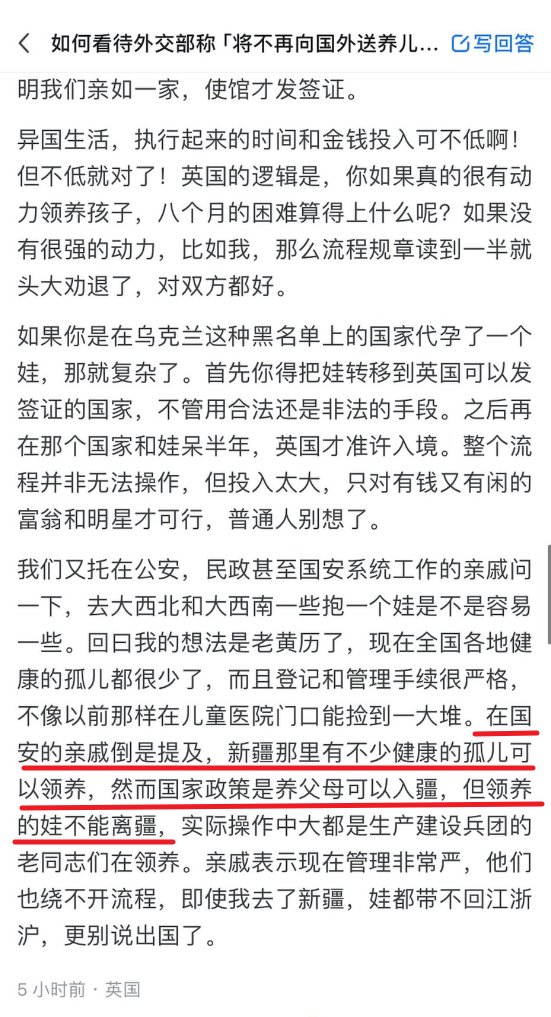 如何看待外交部称「将不再向国外送养儿...
写回答
明我们亲如一家，使馆才发签证。
异国生活，执行起来的时间和金钱投入可不低啊！
但不低就对了！英国的逻辑是，你如果真的很有动
力领养孩子，八个月的困难算得上什么呢？如果没
有很强的动力，比如我，那么流程规章读到一半就
头大劝退了，对双方都好。
如果你是在乌克兰这种黑名单上的国家代孕了一个
娃，那就复杂了。首先你得把娃转移到英国可以发
签证的国家，不管用合法还是非法的手段。之后再
在那个国家和娃呆半年，英国才准许入境。整个流
程并非无法操作，但投入太大，只对有钱又有闲的
富翁和明星才可行，普通人别想了。
我们又托在公安，民政甚至国安系统工作的亲戚问
一下，去大西北和大西南一些抱一个娃是不是容易
一些。回曰我的想法是老黄历了，现在全国各地健
康的孤儿都很少了，而且登记和管理手续很严格，
不像以前那样在儿童医院门口能捡到一大堆。在国
安的亲戚倒是提及，新疆那里有不少健康的孤儿可
以领养，然而国家政策是养父母可以入疆，但领养
的娃不能离疆，实际操作中大都是生产建设兵团的
老同志们在领养。亲戚表示现在管理非常严，他们
也绕不开流程，即使我去了新疆，娃都带不回江浙
沪，更别说出国了。
5 小时前 · 英国